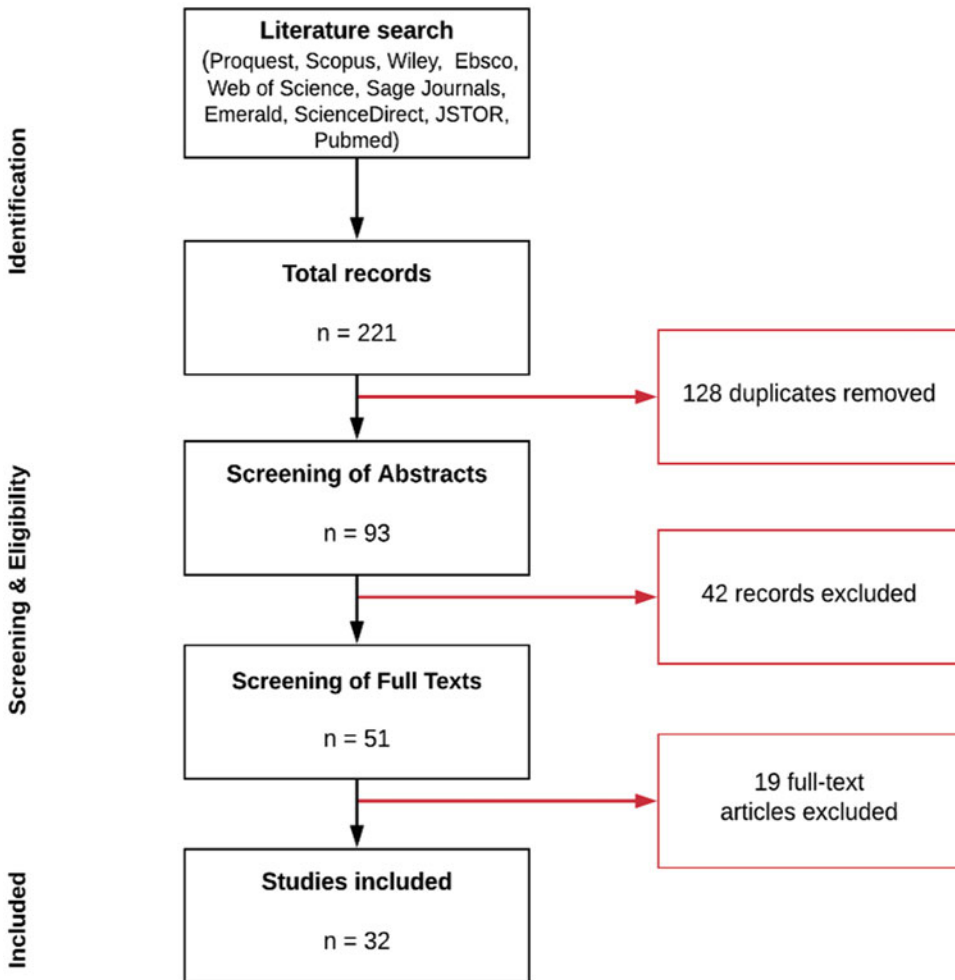 Identification
Literature search
(Proquest, Scopus, Wiley, Ebsco,
Web of Science, Sage Journals,
Emerald, ScienceDirect, JSTOR,
Pubmed)
Total records
n = 221
128 duplicates removed
Screening & Eligibility
Screening of Abstracts
n = 93
42 records excluded
Screening of Full Texts
n = 51
19 full-text
articles excluded
Included
Studies included
n = 32